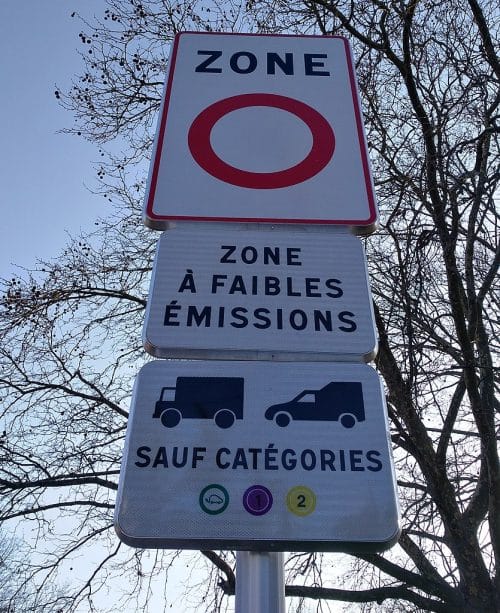 ZONE
ZONE
À FAIBLES
ÉMISSIONS
SAUF CATÉGORIES
1 2